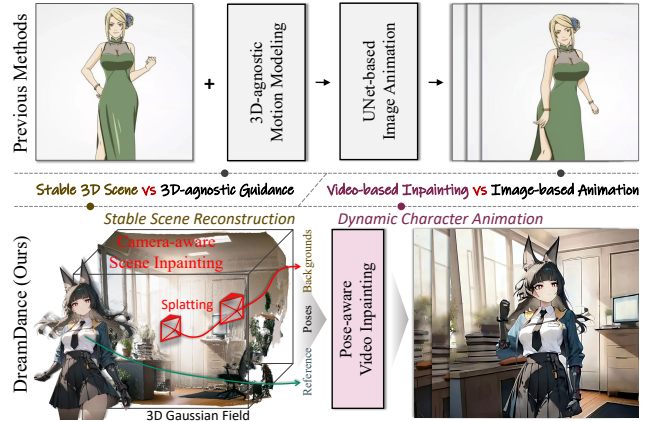 Previous Methods
+
3D-agnostic
Motion Modeling
UNet-based
Image Animation
Stable 3D Scene vs 3D-agnostic Guidance
Video-based Inpainting vs Image-based Animation
Stable Scene Reconstruction
Dynamic Character Animation
DreamDance (Ours)
Camera-aware
Scene Inpainting
Splatting
3D Gaussian Field
Backgrounds
Poses
Reference
Pose-aware
Video Inpainting